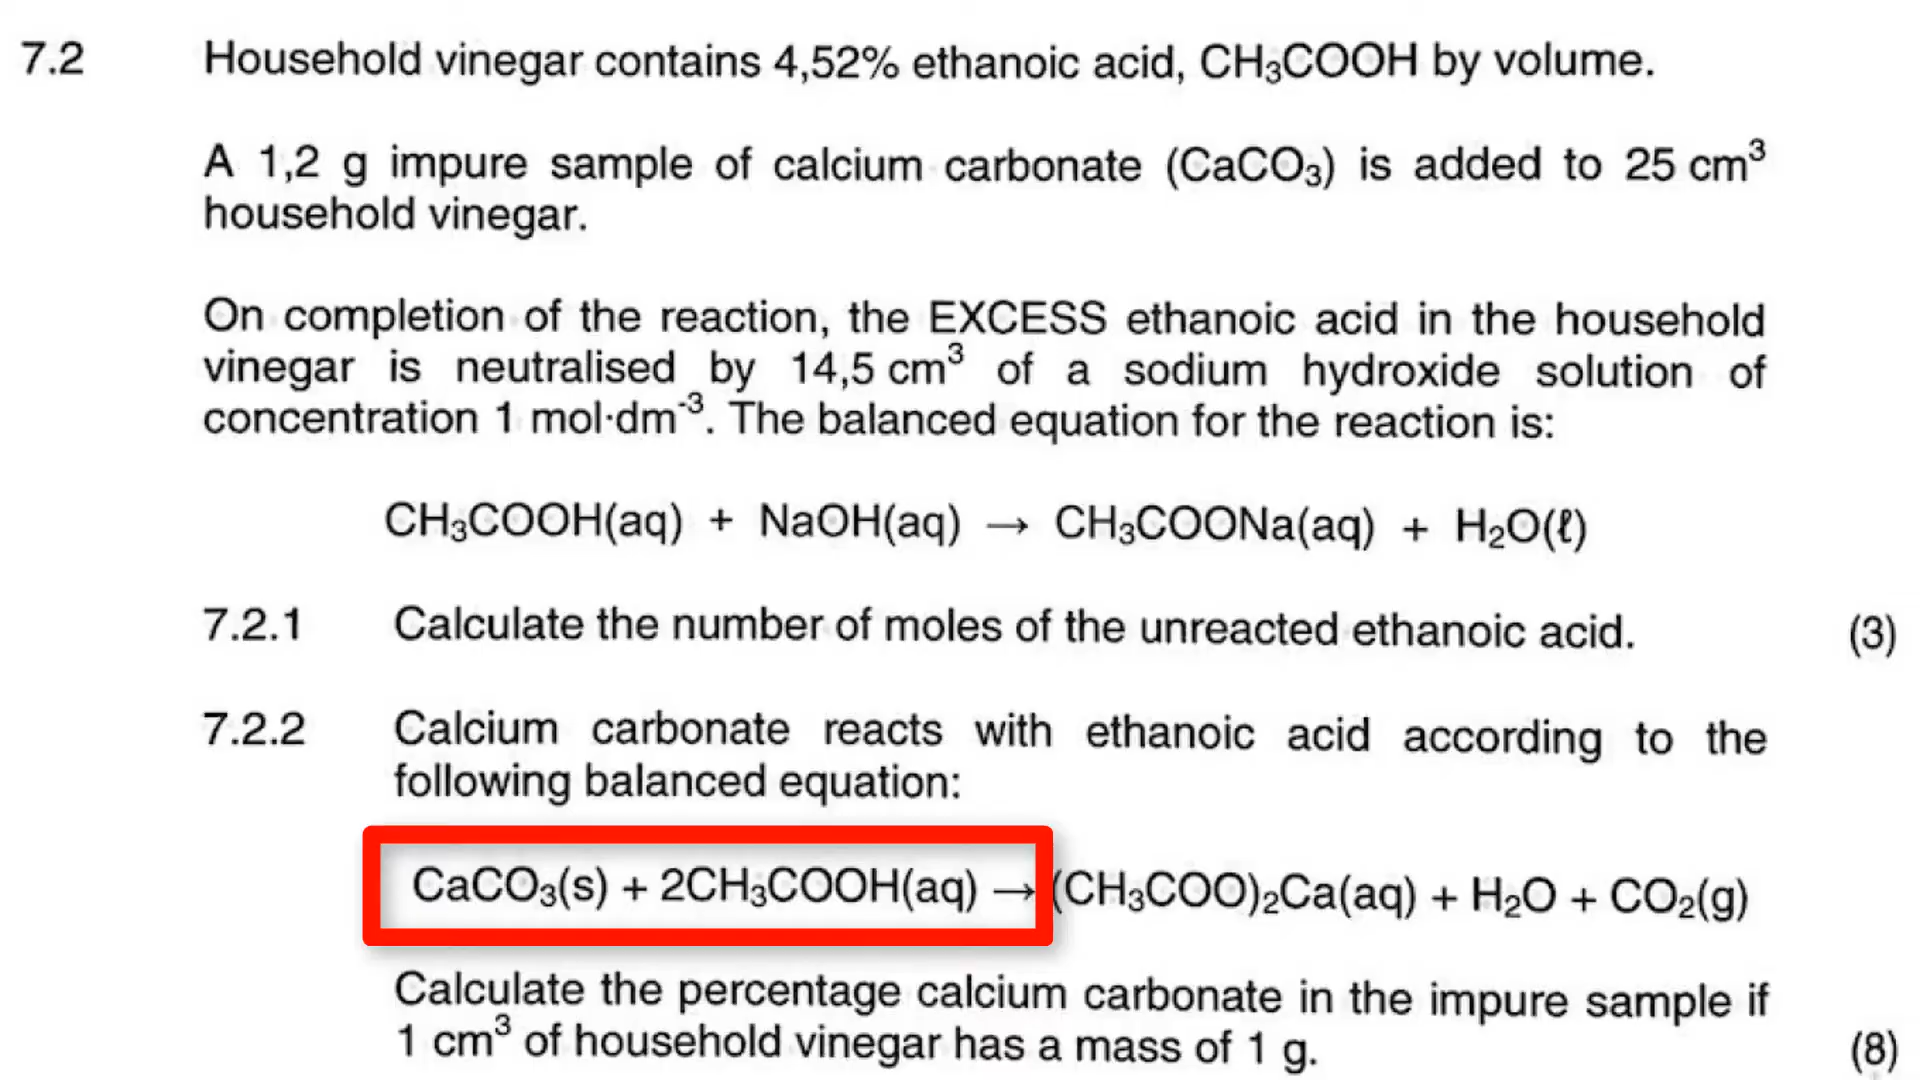 7.2 Household vinegar contains 4,52% ethanoic acid, CH₃COOH by volume.
A 1,2 g impure sample of calcium carbonate (CaCO₃) is added to 25 cm³
household vinegar.
On completion of the reaction, the EXCESS ethanoic acid in the household
vinegar is neutralised by 14,5 cm³ of a sodium hydroxide solution of
concentration 1 mol·dm⁻³. The balanced equation for the reaction is:
CH₃COOH(aq) + NaOH(aq) → CH₃COONa(aq) + H₂O(ℓ)
7.2.1 Calculate the number of moles of the unreacted ethanoic acid. (3)
7.2.2 Calcium carbonate reacts with ethanoic acid according to the
following balanced equation:
CaCO₃(s) + 2CH₃COOH(aq) → (CH₃COO)₂Ca(aq) + H₂O + CO₂(g)
Calculate the percentage calcium carbonate in the impure sample if
1 cm³ of household vinegar has a mass of 1 g. (8)